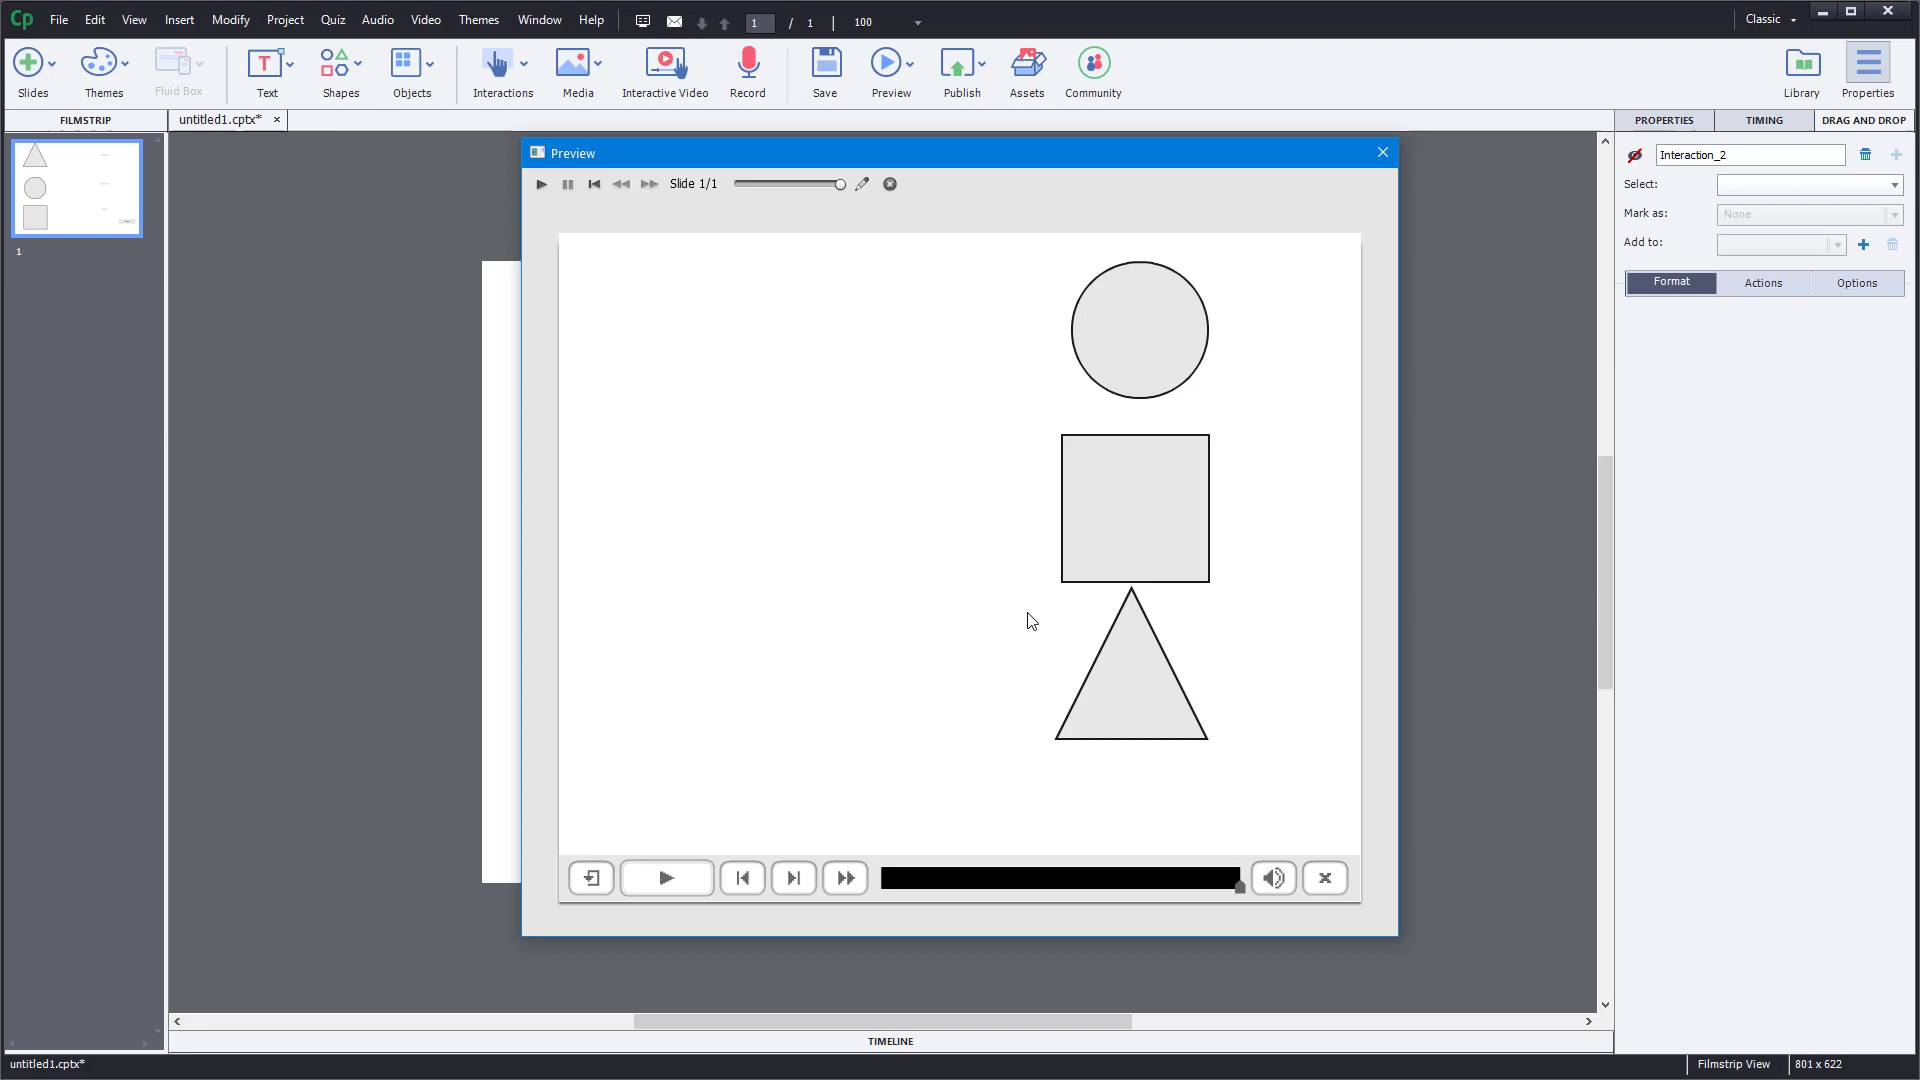 Cp File Edit View Insert Modify Project Quiz Audio Video Themes Window Help 1 / 1 100 Classic
Slides Themes Fluid Box Text Shapes Objects Interactions Media Interactive Video Record Save Preview Publish Assets Community Library Properties
FILMSTRIP untitled1.cptx* × PROPERTIES TIMING DRAG AND DROP
Preview
Interaction_2
Slide 1/1
Select:
Mark as: None
Add to:
1
Format Actions Options
TIMELINE
untitled1.cptx* Filmstrip View 801 x 622